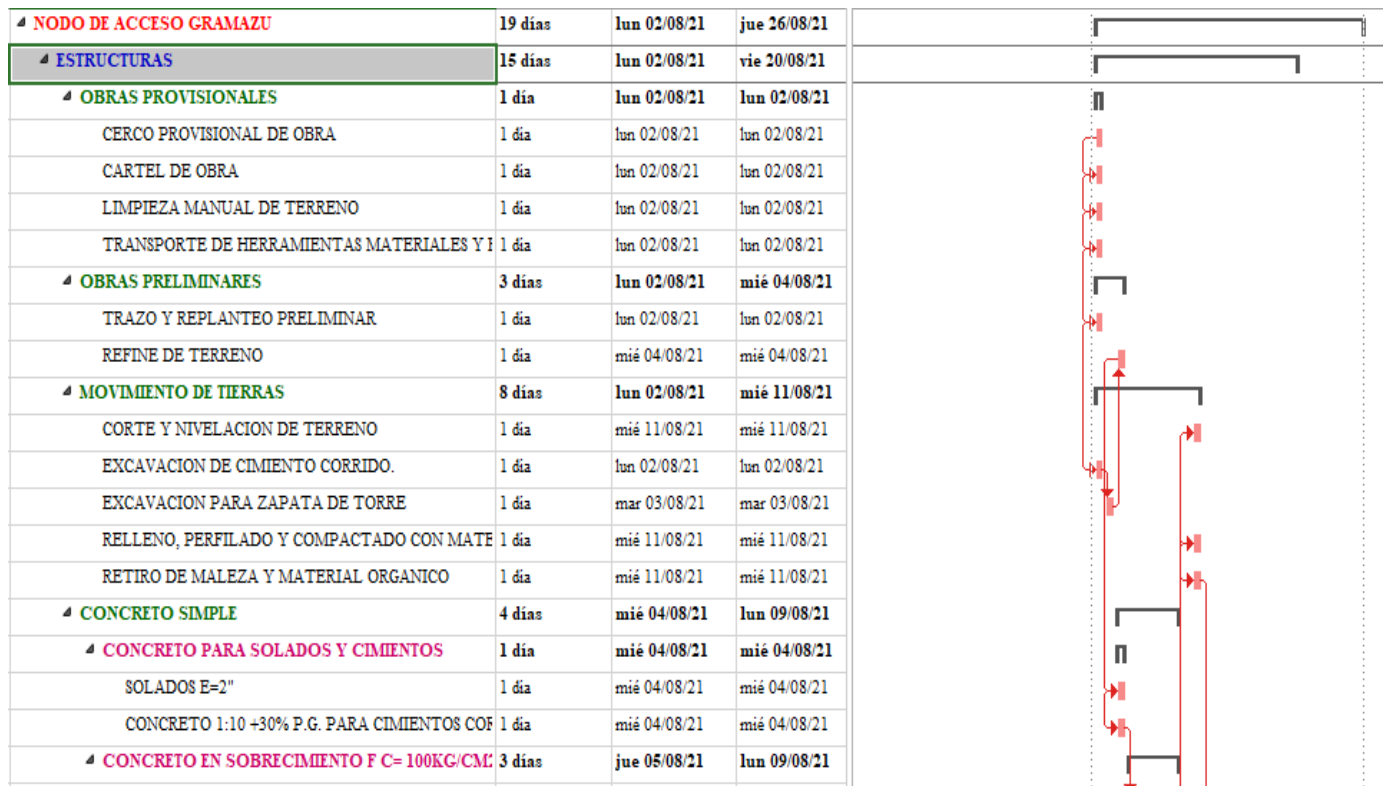 NODO DE ACCESO GRAMAZU 19 días lun 02/08/21 jue 26/08/21
ESTRUCTURAS 15 días lun 02/08/21 vie 20/08/21
OBRAS PROVISIONALES 1 día lun 02/08/21 lun 02/08/21
CERCO PROVISIONAL DE OBRA 1 día lun 02/08/21 lun 02/08/21
CARTEL DE OBRA 1 día lun 02/08/21 lun 02/08/21
LIMPIEZA MANUAL DE TERRENO 1 día lun 02/08/21 lun 02/08/21
TRANSPORTE DE HERRAMIENTAS MATERIALES Y 1 día lun 02/08/21 lun 02/08/21
OBRAS PRELIMINARES 3 días lun 02/08/21 mié 04/08/21
TRAZO Y REPLANTEO PRELIMINAR 1 día lun 02/08/21 lun 02/08/21
REFINE DE TERRENO 1 día mié 04/08/21 mié 04/08/21
MOVIMIENTO DE TIERRAS 8 días lun 02/08/21 mié 11/08/21
CORTE Y NIVELACION DE TERRENO 1 día mié 11/08/21 mié 11/08/21
EXCAVACION DE CIMIENTO CORRIDO. 1 día lun 02/08/21 lun 02/08/21
EXCAVACION PARA ZAPATA DE TORRE 1 día mar 03/08/21 mar 03/08/21
RELLENO, PERFILADO Y COMPACTADO CON MATE 1 día mié 11/08/21 mié 11/08/21
RETIRO DE MALEZA Y MATERIAL ORGANICO 1 día mié 11/08/21 mié 11/08/21
CONCRETO SIMPLE 4 días mié 04/08/21 lun 09/08/21
CONCRETO PARA SOLADOS Y CIMIENTOS 1 día mié 04/08/21 mié 04/08/21
SOLADOS E=2" 1 día mié 04/08/21 mié 04/08/21
CONCRETO 1:10 +30% P.G. PARA CIMIENTOS COR 1 día mié 04/08/21 mié 04/08/21
CONCRETO EN SOBRECIMIENTO F C= 100KG/CM2 3 días jue 05/08/21 lun 09/08/21